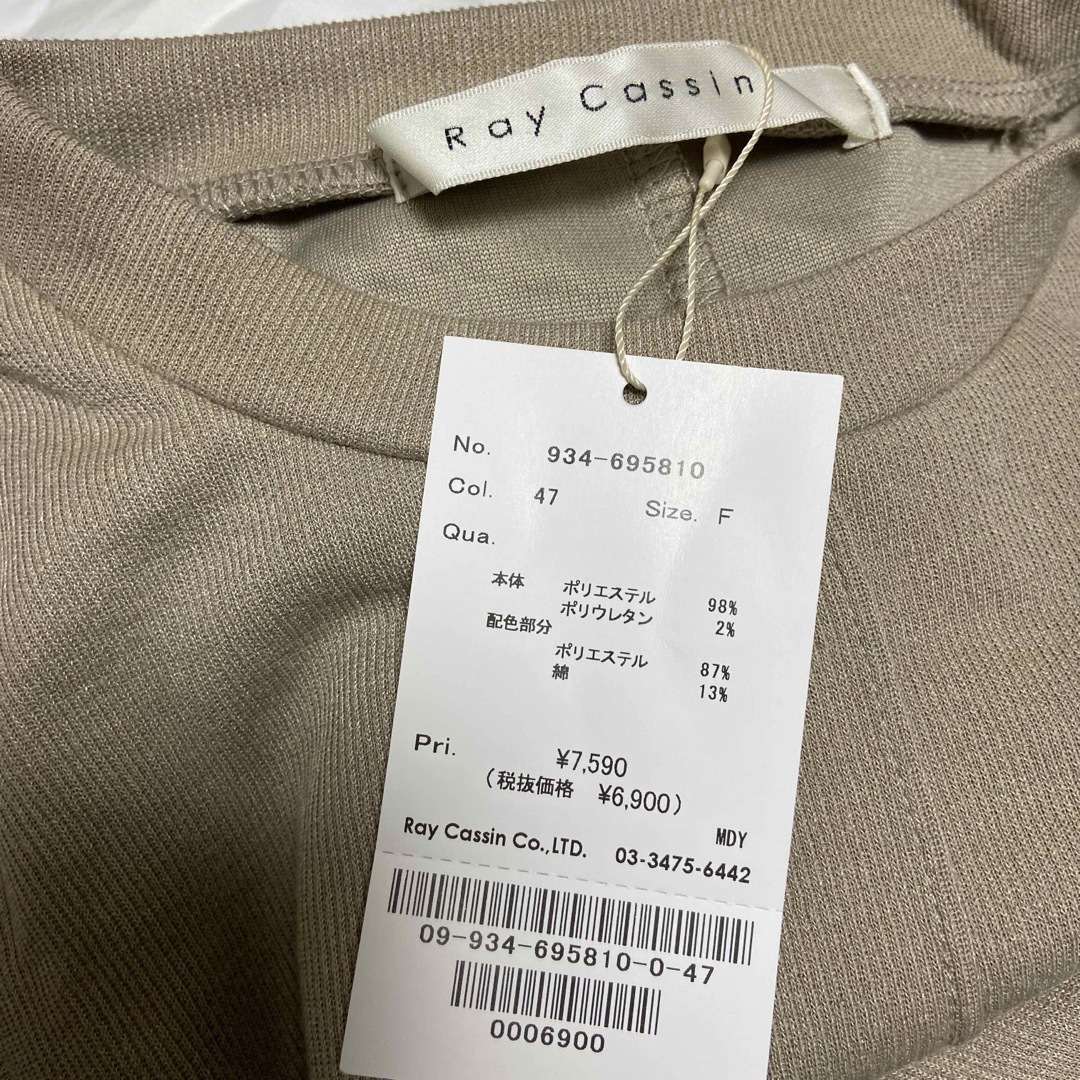 Ray Cassin
No. 934-695810
Col. 47 Size. F
Qua.
本体 ポリエステル 98%
ポリウレタン 2%
配色部分
ポリエステル 87%
綿 13%
Pri. ¥7,590
(税抜価格 ¥6,900)
MDY
Ray Cassin Co.,LTD. 03-3475-6442
09-934-695810-0-47
0006900